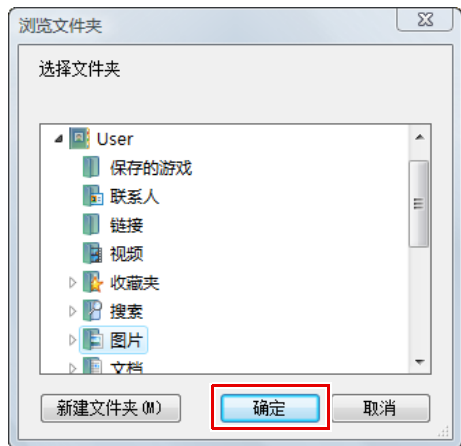 浏览文件夹
选择文件夹
User
保存的游戏
联系人
链接
视频
收藏夹
搜索
图片
文档
新建文件夹(M)
确定
取消